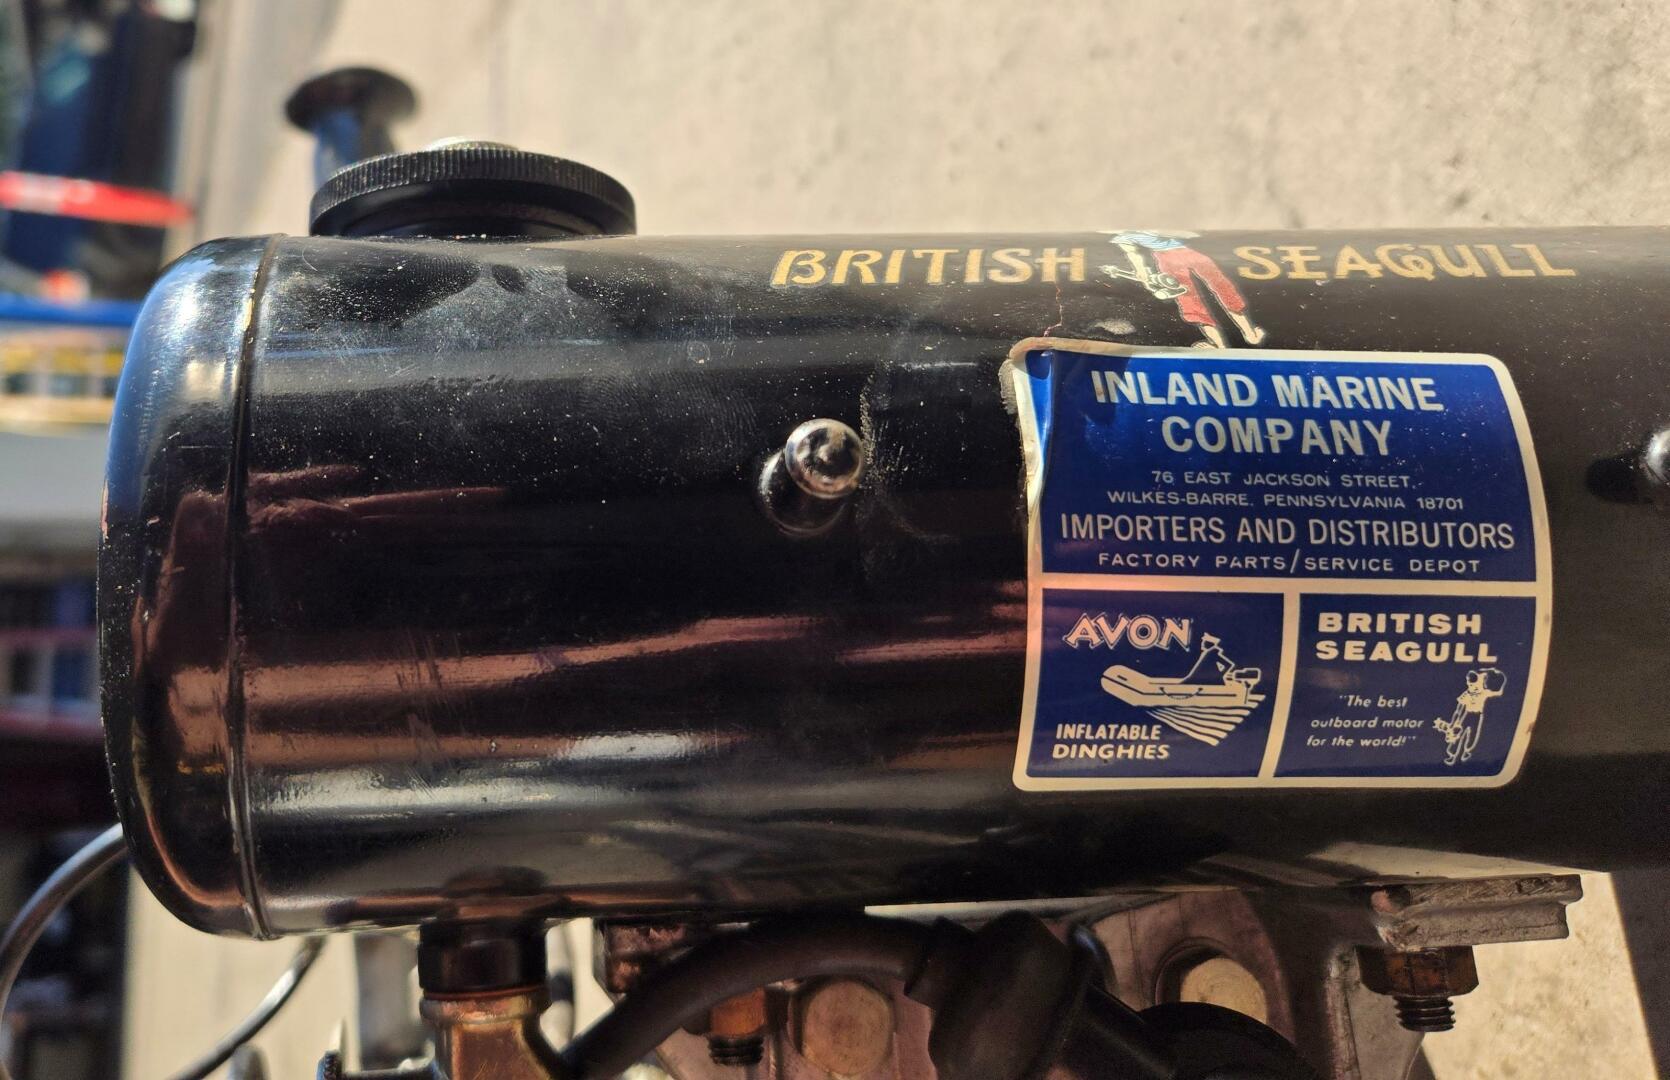 BRITISH SEAGULL
INLAND MARINE
COMPANY
76 EAST JACKSON STREET,
WILKES-BARRE, PENNSYLVANIA 18701
IMPORTERS AND DISTRIBUTORS
FACTORY PARTS/SERVICE DEPOT
AVON
INFLATABLE
DINGHIES
BRITISH
SEAGULL
"The best
outboard motor
for the world!"